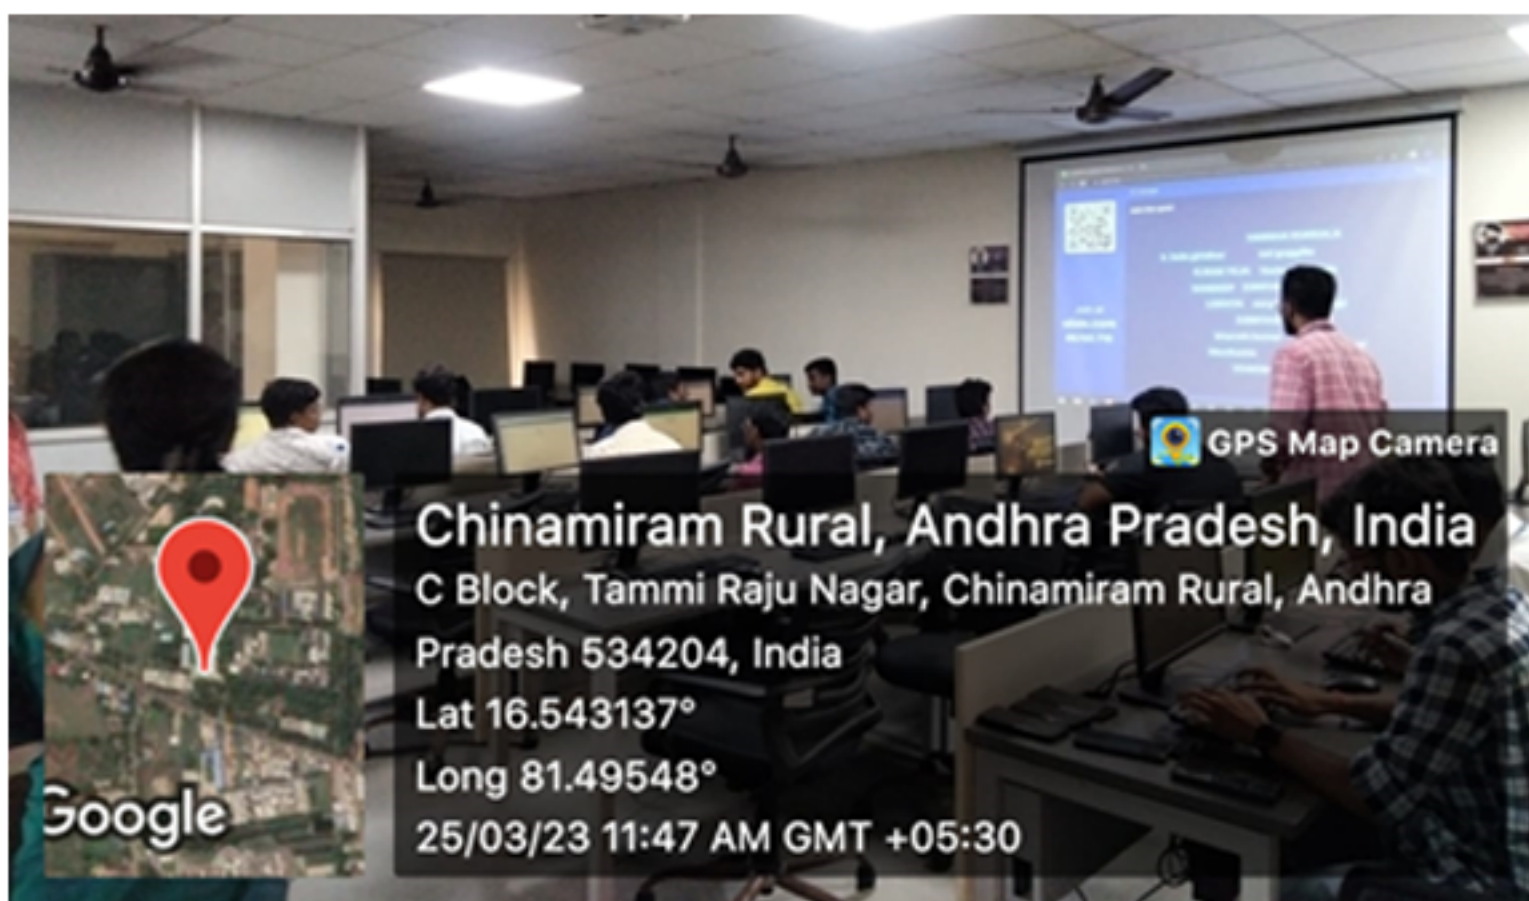 GPS Map Camera
Chinamiram Rural, Andhra Pradesh, India
C Block, Tammi Raju Nagar, Chinamiram Rural, Andhra
Pradesh 534204, India
Lat 16.543137°
Long 81.49548°
25/03/23 11:47 AM GMT +05:30
Google